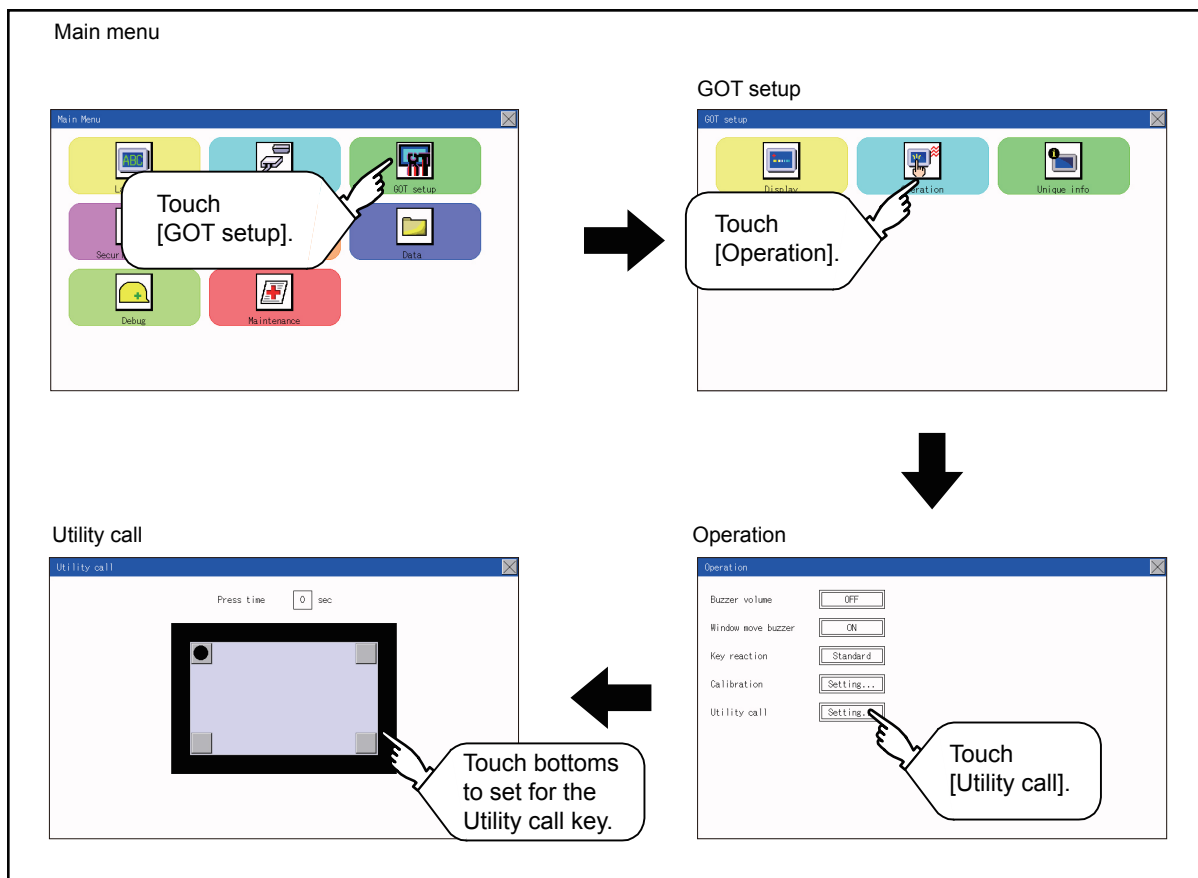 Main menu
Main Menu
ABC
GOT setup
Data
Debug
Maintenance
Touch
[GOT setup].
GOT setup
GOT setup
Display
Unique info
Touch
[Operation].
Operation
Operation
Buzzer volume OFF
Window move buzzer ON
Key reaction Standard
Calibration Setting...
Utility call Setting..
Touch
[Utility call].
Utility call
Utility call
Press time 0 sec
Touch bottoms
to set for the
Utility call key.